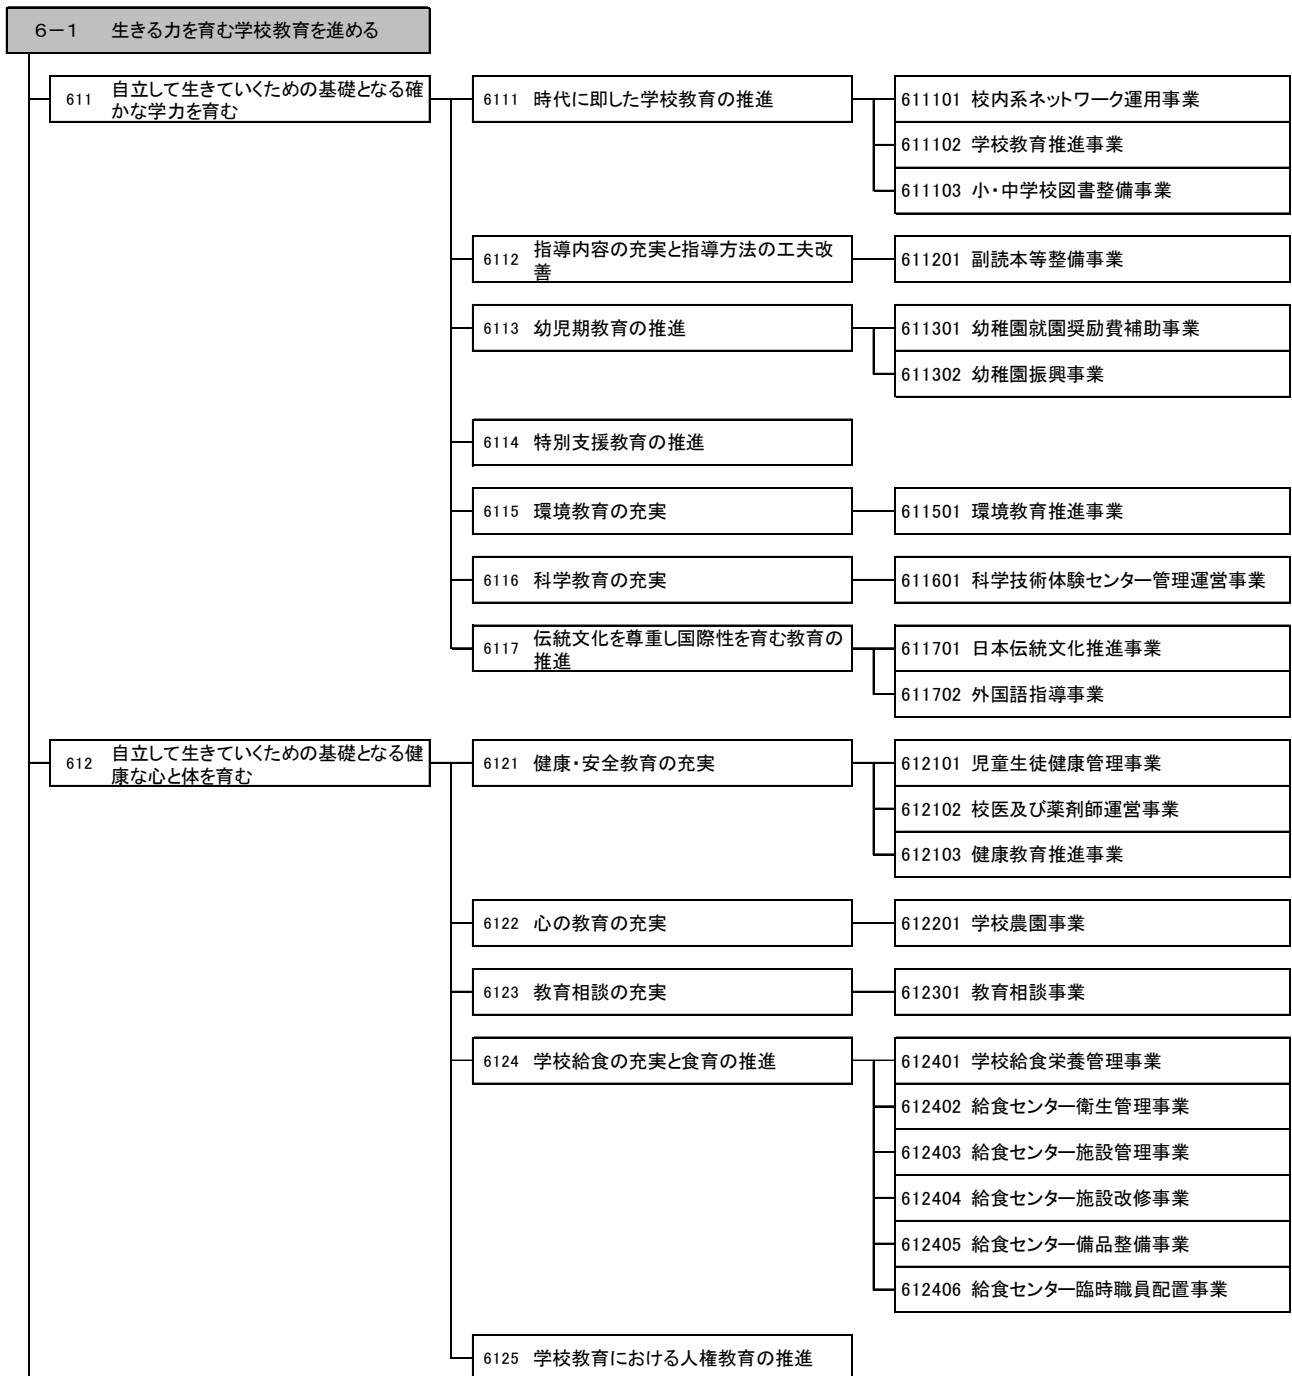 6－1 生きる力を育む学校教育を進める
611 自立して生きていくための基礎となる確
かな学力を育む
6111 時代に即した学校教育の推進
611101 校内系ネットワーク運用事業
611102 学校教育推進事業
611103 小・中学校図書整備事業
6112 指導内容の充実と指導方法の工夫改
善
611201 副読本等整備事業
6113 幼児期教育の推進
611301 幼稚園就園奨励費補助事業
611302 幼稚園振興事業
6114 特別支援教育の推進
6115 環境教育の充実
611501 環境教育推進事業
6116 科学教育の充実
611601 科学技術体験センター管理運営事業
6117 伝統文化を尊重し国際性を育む教育の
推進
611701 日本伝統文化推進事業
611702 外国語指導事業
612 自立して生きていくための基礎となる健
康な心と体を育む
6121 健康・安全教育の充実
612101 児童生徒健康管理事業
612102 校医及び薬剤師運営事業
612103 健康教育推進事業
6122 心の教育の充実
612201 学校農園事業
6123 教育相談の充実
612301 教育相談事業
6124 学校給食の充実と食育の推進
612401 学校給食栄養管理事業
612402 給食センター衛生管理事業
612403 給食センター施設管理事業
612404 給食センター施設改修事業
612405 給食センター備品整備事業
612406 給食センター臨時職員配置事業
6125 学校教育における人権教育の推進